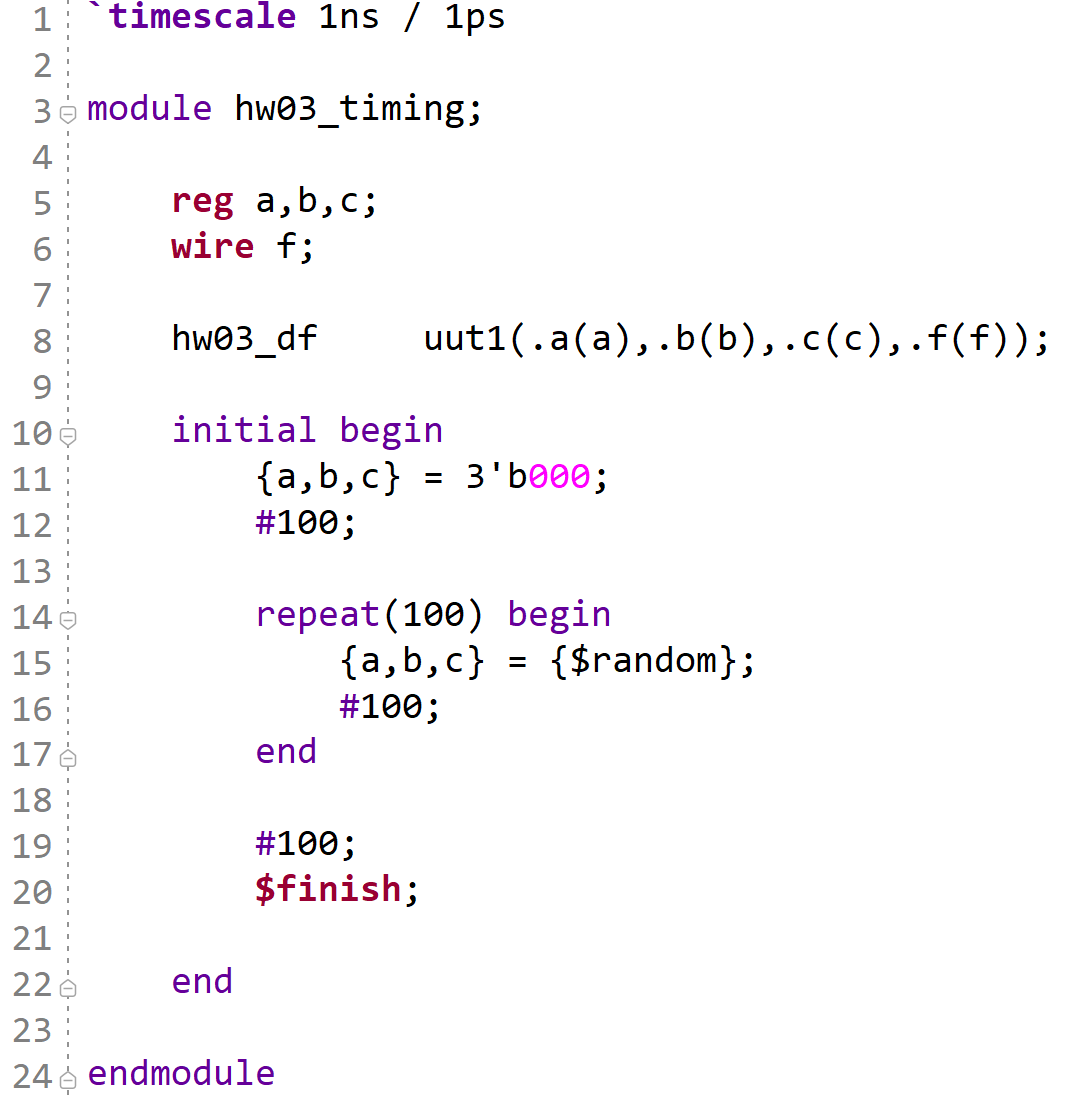 1 `timescale 1ns / 1ps
2
3 module hw03_timing;
4
5     reg a,b,c;
6     wire f;
7
8     hw03_df     uut1(.a(a),.b(b),.c(c),.f(f));
9
10     initial begin
11         {a,b,c} = 3'b000;
12         #100;
13
14         repeat(100) begin
15             {a,b,c} = {$random};
16             #100;
17         end
18
19         #100;
20         $finish;
21
22     end
23
24 endmodule